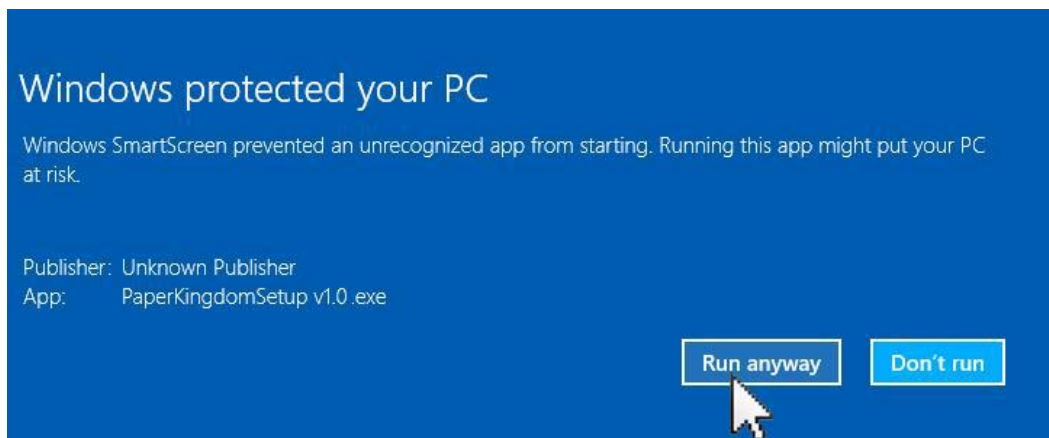 Windows protected your PC
Windows SmartScreen prevented an unrecognized app from starting. Running this app might put your PC
at risk.
Publisher: Unknown Publisher
App: PaperKingdomSetup v1.0 .exe
Run anyway Don't run